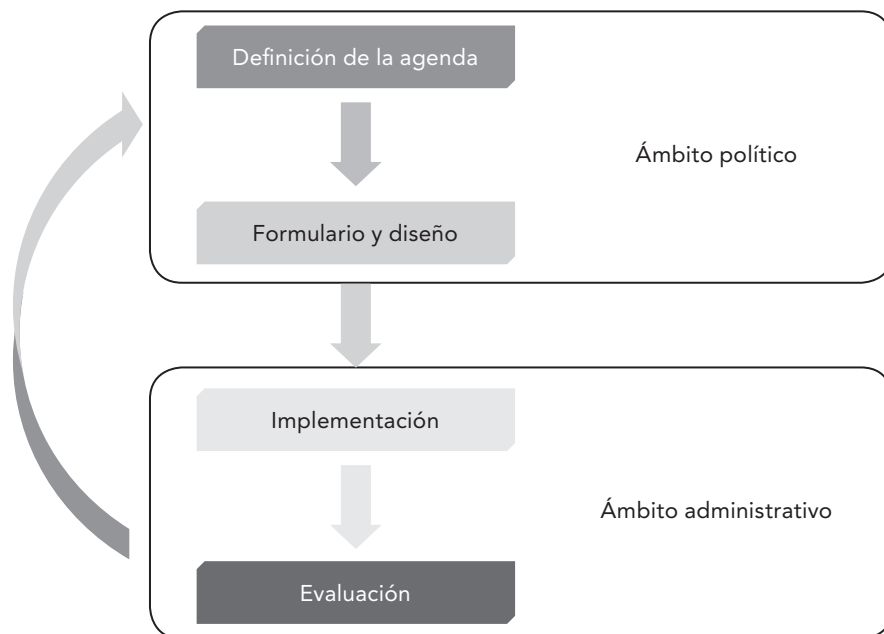 Definición de la agenda
Ámbito político
Formulario y diseño
Implementación
Ámbito administrativo
Evaluación